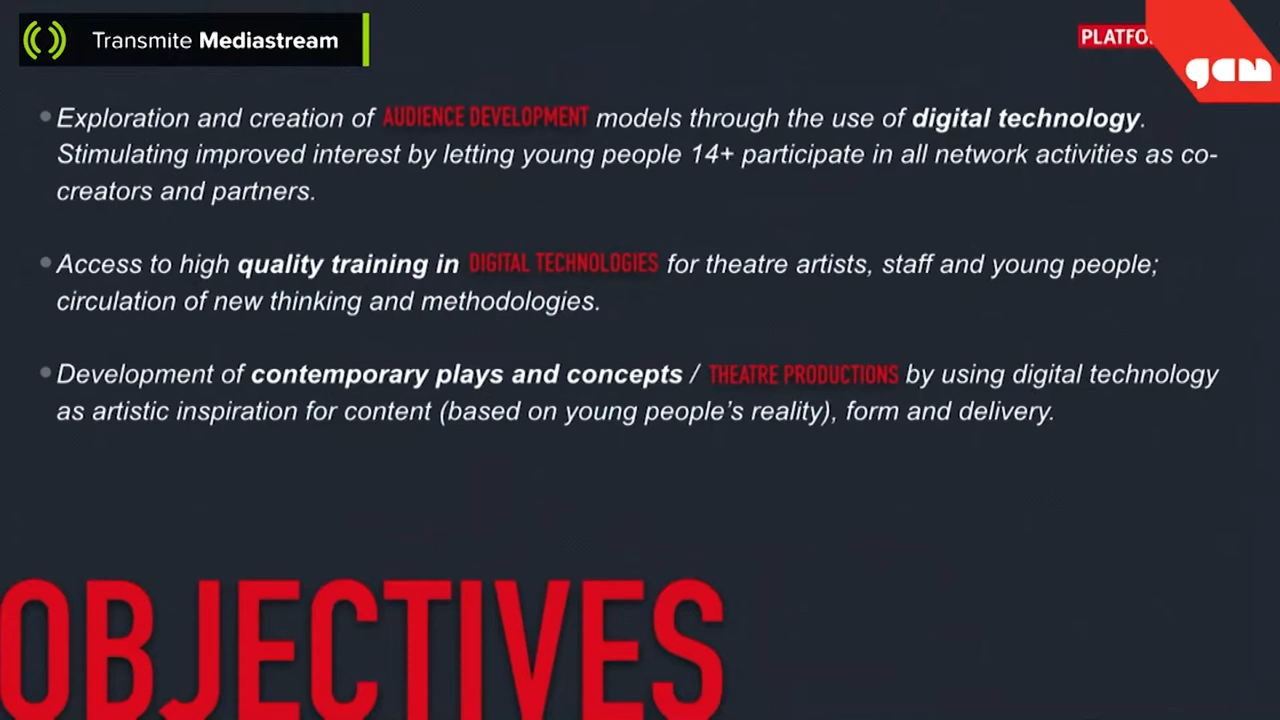 Transmite Mediastream
PLATFO
gam
Exploration and creation of AUDIENCE DEVELOPMENT models through the use of digital technology.
Stimulating improved interest by letting young people 14+ participate in all network activities as co-
creators and partners.
Access to high quality training in DIGITAL TECHNOLOGIES for theatre artists, staff and young people;
circulation of new thinking and methodologies.
Development of contemporary plays and concepts / THEATRE PRODUCTIONS by using digital technology
as artistic inspiration for content (based on young people’s reality), form and delivery.
OBJECTIVES